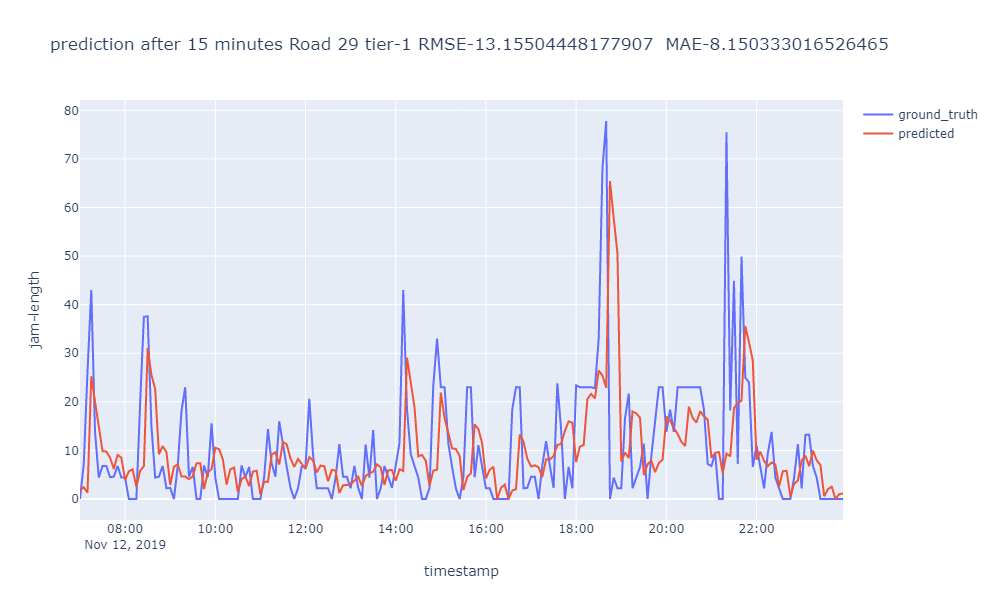 prediction after 15 minutes Road 29 tier-1 RMSE-13.15504448177907  MAE-8.150333016526465
ground_truth
predicted
jam-length
80
70
60
50
40
30
20
10
0
08:00 10:00 12:00 14:00 16:00 18:00 20:00 22:00
Nov 12, 2019
timestamp